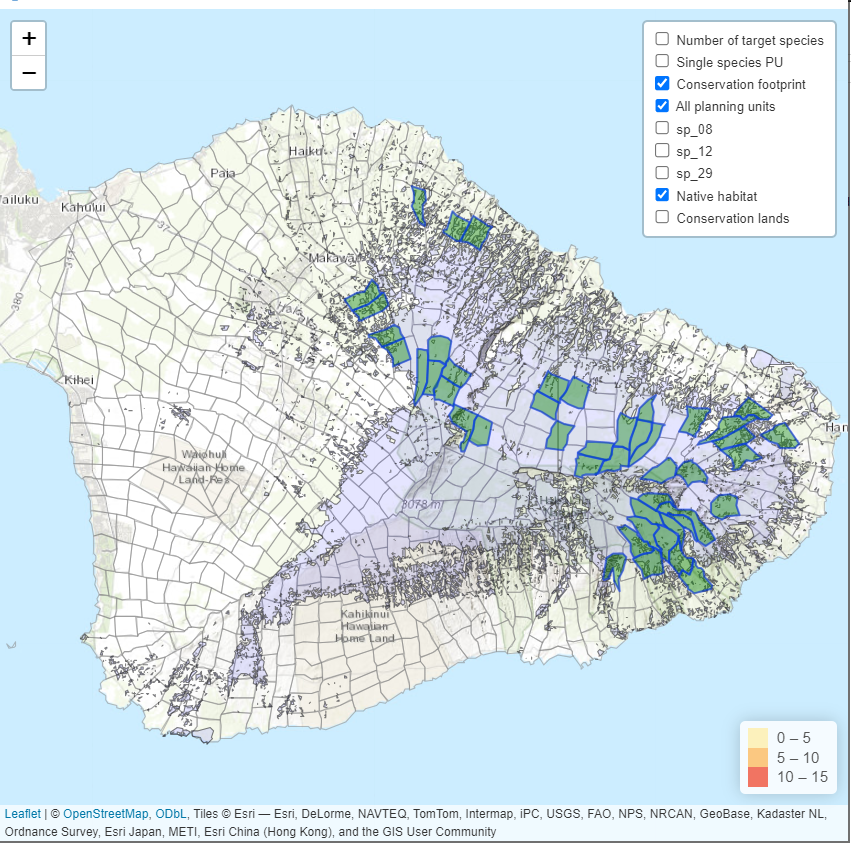 +
−
Number of target species
Single species PU
Conservation footprint
All planning units
sp_08
sp_12
sp_29
Native habitat
Conservation lands
Haiku
Paia
ailuku
Kahului
37
311
Makawao
380
Kihei
Waiohuli
Hawaiian Home
Land-Res
3078 m
Han
Kahikinui
Hawaiian
Home Land
0 – 5
5 – 10
10 – 15
Leaflet | © OpenStreetMap, ODbL, Tiles © Esri — Esri, DeLorme, NAVTEQ, TomTom, Intermap, iPC, USGS, FAO, NPS, NRCAN, GeoBase, Kadaster NL,
Ordnance Survey, Esri Japan, METI, Esri China (Hong Kong), and the GIS User Community